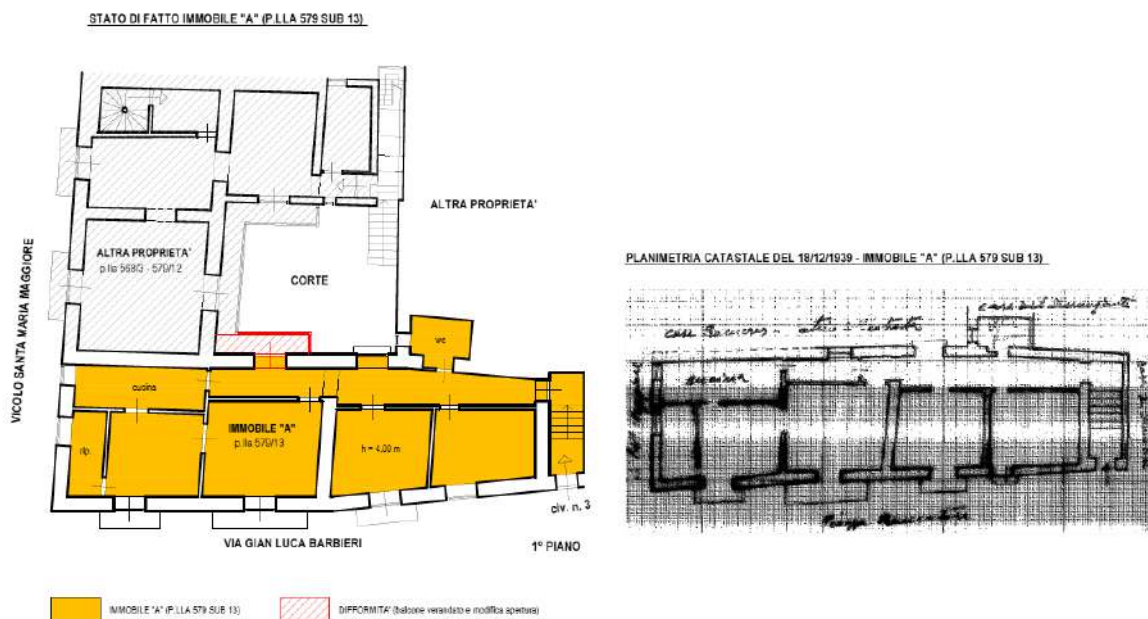 STATO DI FATTO IMMOBILE "A" (P.LLA 579 SUB 13)
ALTRA PROPRIETA'
ALTRA PROPRIETA'
p.lla 568/3 - 579/12
CORTE
VICOLO SANTA MARIA MAGGIORE
wc
cucina
IMMOBILE "A"
p.lla 579/13
rip.
h = 4,00 m
civ. n. 3
VIA GIAN LUCA BARBIERI
1° PIANO
IMMOBILE "A" (P.LLA 579 SUB 13)
DIFFORMITA' (balcone verandato e modifica apertura)
PLANIMETRIA CATASTALE DEL 18/12/1939 - IMMOBILE "A" (P.LLA 579 SUB 13)